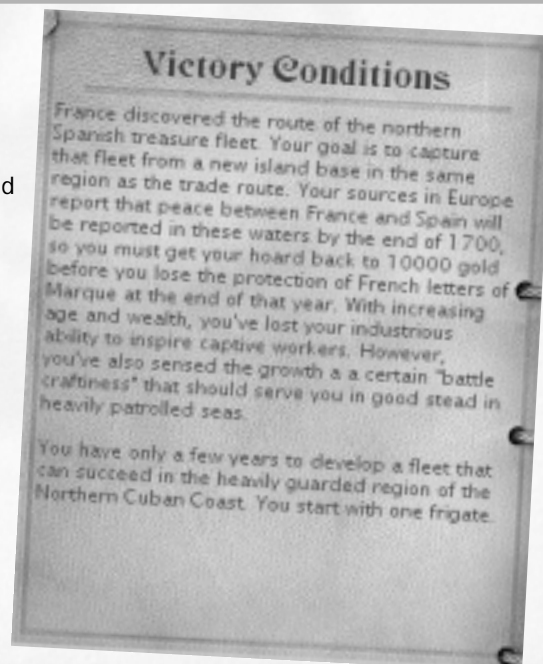 Victory Conditions
France discovered the route of the northern
Spanish treasure fleet. Your goal is to capture
that fleet from a new island base in the same
region as the trade route. Your sources in Europe
report that peace between France and Spain will
be reported in these waters by the end of 1700,
so you must get your hoard back to 10000 gold
before you lose the protection of French letters of
Marque at the end of that year. With increasing
age and wealth, you've lost your industrious
ability to inspire captive workers. However,
you've also sensed the growth a a certain "battle
craftiness" that should serve you in good stead in
heavily patrolled seas.
You have only a few years to develop a fleet that
can succeed in the heavily guarded region of the
Northern Cuban Coast. You start with one frigate.
d